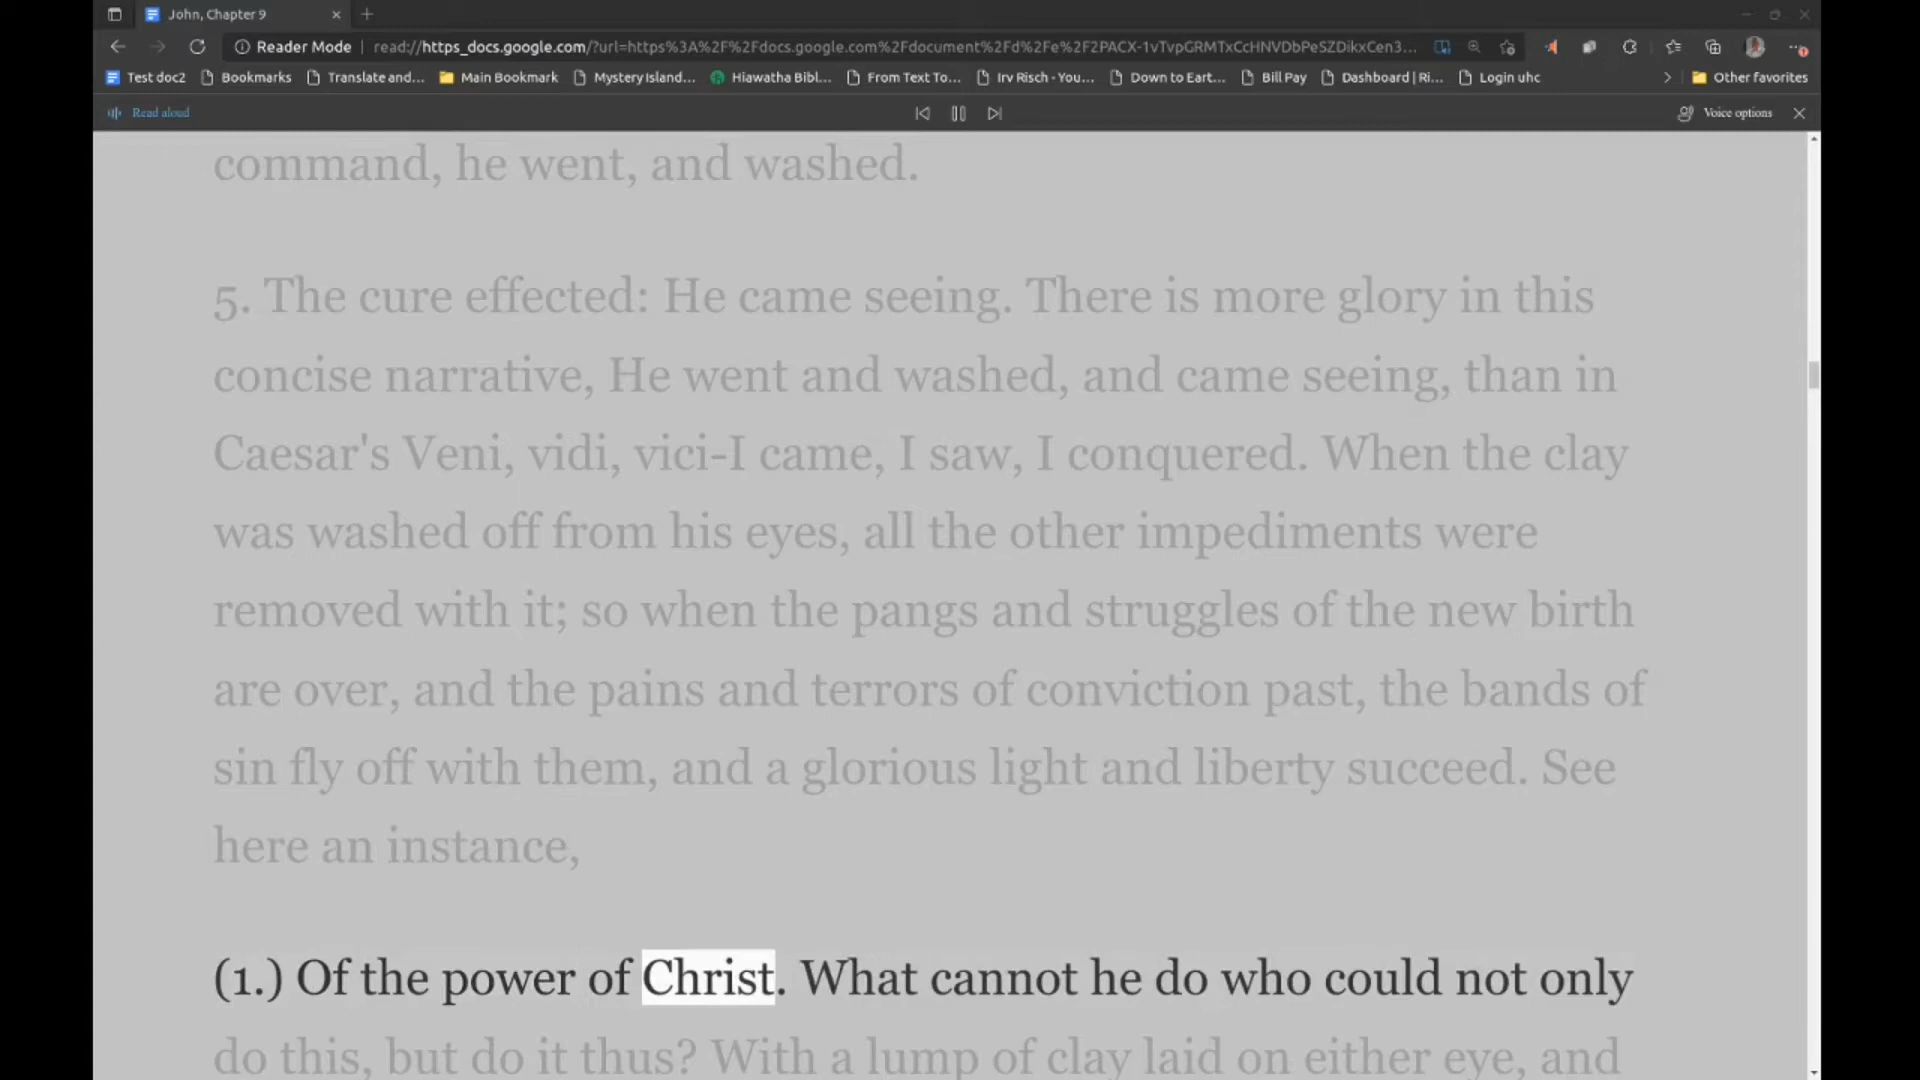 John, Chapter 9
Reader Mode
read://https_docs.google.com/?url=https%3A%2F%2Fdocs.google.com%2Fdocument%2Fd%2Fe%2F2PACX-1vTvpGRMTxCcHNVDbPeSZDikxCen3...
Test doc2 Bookmarks Translate and... Main Bookmark Mystery Island... Hiawatha Bibl... From Text To... Irv Risch - You... Down to Eart... Bill Pay Dashboard | Ri... Login uhc Other favorites
Read aloud Voice options
command, he went, and washed.
5. The cure effected: He came seeing. There is more glory in this
concise narrative, He went and washed, and came seeing, than in
Caesar's Veni, vidi, vici-I came, I saw, I conquered. When the clay
was washed off from his eyes, all the other impediments were
removed with it; so when the pangs and struggles of the new birth
are over, and the pains and terrors of conviction past, the bands of
sin fly off with them, and a glorious light and liberty succeed. See
here an instance,
(1.) Of the power of Christ. What cannot he do who could not only
do this, but do it thus? With a lump of clay laid on either eye, and